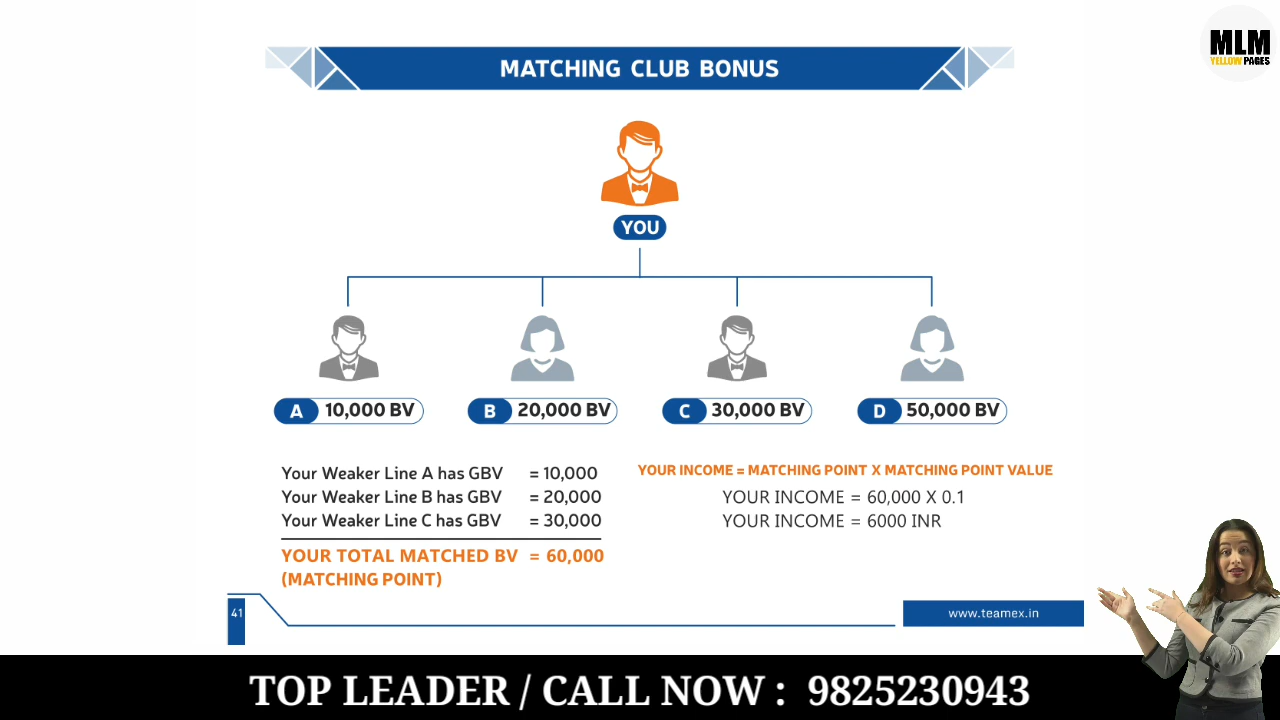 MATCHING CLUB BONUS
MLM
YELLOW PAGES
YOU
A 10,000 BV
B 20,000 BV
C 30,000 BV
D 50,000 BV
Your Weaker Line A has GBV = 10,000
Your Weaker Line B has GBV = 20,000
Your Weaker Line C has GBV = 30,000
YOUR TOTAL MATCHED BV = 60,000
(MATCHING POINT)
YOUR INCOME = MATCHING POINT X MATCHING POINT VALUE
YOUR INCOME = 60,000 X 0.1
YOUR INCOME = 6000 INR
41
www.teamex.in
TOP LEADER / CALL NOW : 9825230943